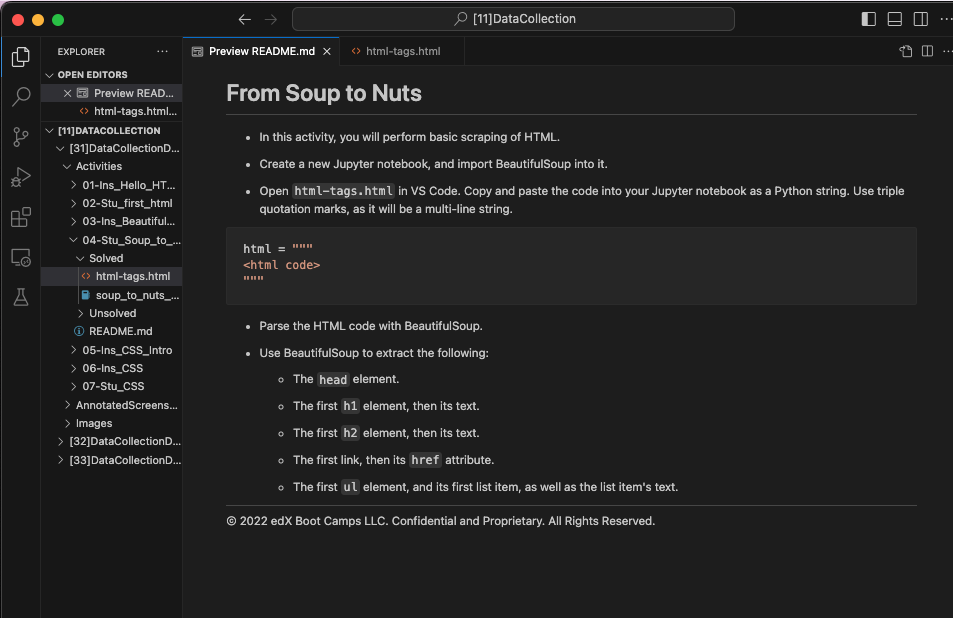 [11]DataCollection
EXPLORER
Preview README.md
html-tags.html
OPEN EDITORS
Preview READ...
html-tags.html...
[11]DATACOLLECTION
[31]DataCollectionD...
Activities
01-Ins_Hello_HT...
02-Stu_first_html
03-Ins_Beautiful...
04-Stu_Soup_to_...
Solved
html-tags.html
soup_to_nuts_...
Unsolved
README.md
05-Ins_CSS_Intro
06-Ins_CSS
07-Stu_CSS
AnnotatedScreens...
Images
[32]DataCollectionD...
[33]DataCollectionD...
From Soup to Nuts
• In this activity, you will perform basic scraping of HTML.
• Create a new Jupyter notebook, and import BeautifulSoup into it.
• Open html-tags.html in VS Code. Copy and paste the code into your Jupyter notebook as a Python string. Use triple
quotation marks, as it will be a multi-line string.
html = """
<html code>
"""
• Parse the HTML code with BeautifulSoup.
• Use BeautifulSoup to extract the following:
◦ The head element.
◦ The first h1 element, then its text.
◦ The first h2 element, then its text.
◦ The first link, then its href attribute.
◦ The first ul element, and its first list item, as well as the list item's text.
© 2022 edX Boot Camps LLC. Confidential and Proprietary. All Rights Reserved.